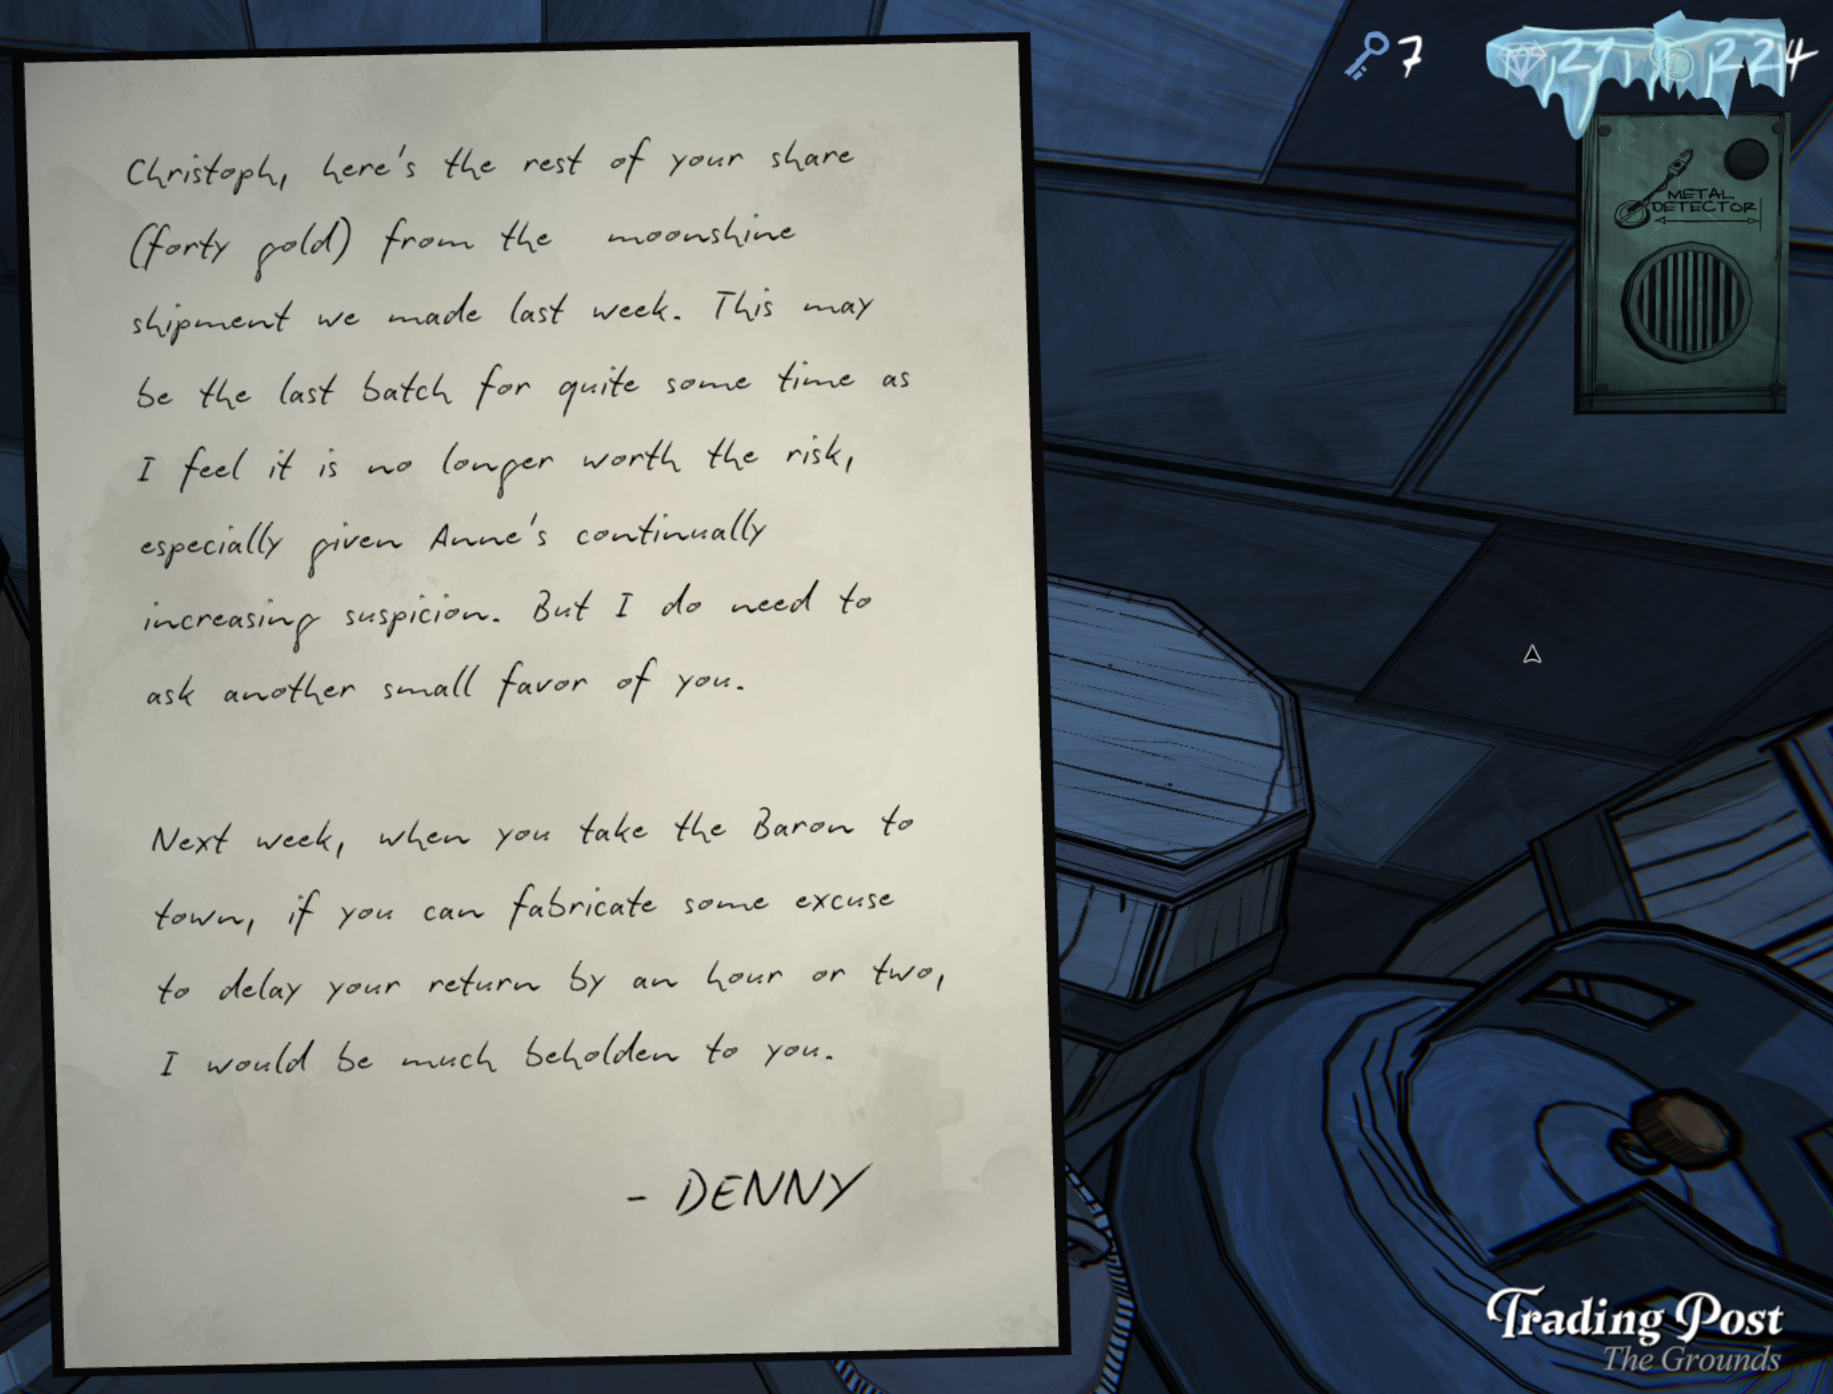 Christoph, here's the rest of your share
(forty gold) from the moonshine
shipment we made last week. This may
be the last batch for quite some time as
I feel it is no longer worth the risk,
especially given Anne's continually
increasing suspicion. But I do need to
ask another small favor of you.
Next week, when you take the Baron to
town, if you can fabricate some excuse
to delay your return by an hour or two,
I would be much beholden to you.
- DENNY
7
224
METAL
DETECTOR
Trading Post
The Grounds